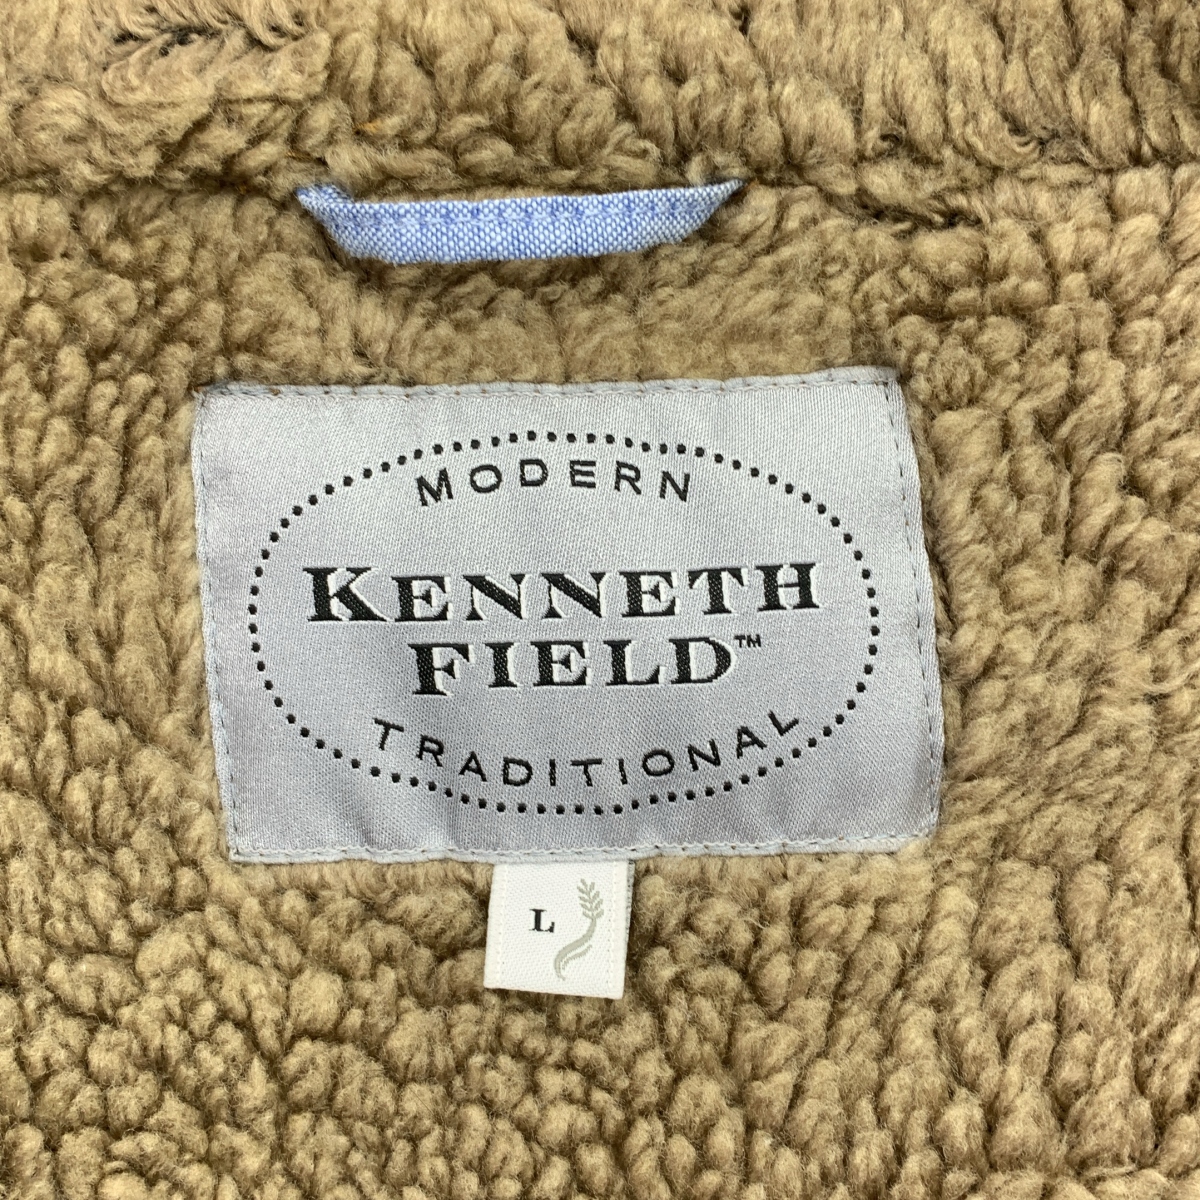 MODERN
KENNETH
FIELD™
TRADITIONAL
L